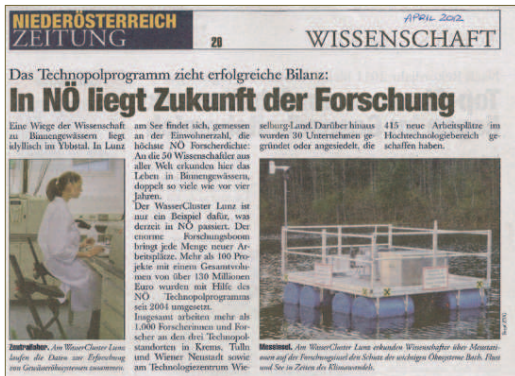 NIEDERÖSTERREICH
ZEITUNG
20
APRIL 2012
WISSENSCHAFT
Das Technopolprogramm zieht erfolgreiche Bilanz:
In NÖ liegt Zukunft der Forschung
Eine Wiege der Wissenschaft
zu Binnengewässern liegt
idyllisch im Ybbstal. In Lunz
am See findet sich, gemessen
an der Einwohnerzahl, die
höchste NÖ Forscherdichte:
An die 50 Wissenschafter aus
aller Welt erkunden hier das
Leben in Binnengewässern,
doppelt so viele wie vor vier
Jahren.
Der WasserCluster Lunz ist
nur ein Beispiel dafür, was
derzeit in NÖ passiert. Der
enorme Forschungsboom
bringt jede Menge neuer Ar-
beitsplätze. Mehr als 100 Pro-
jekte mit einem Gesamtvolu-
men von über 130 Millionen
Euro wurden mit Hilfe des
NÖ Technopolprogramms
seit 2004 umgesetzt.
Insgesamt arbeiten mehr als
1.000 Forscherinnen und For-
scher an den drei Technopol-
standorten in Krems, Tulln
und Wiener Neustadt sowie
am Technologiezentrum Wie-
selburg-Land. Darüber hinaus
wurden 30 Unternehmen ge-
gründet oder angesiedelt, die
415 neue Arbeitsplätze im
Hochtechnologiebereich ge-
schaffen haben.
Am WasserCluster Lunz
laufen die Daten zur Erforschung
von Gewässerökosystemen zusammen.
Messinsel. Am WasserCluster Lunz erkunden Wissenschafter über Messstati-
onen auf der Forschungsinsel den Schutz der wichtigen Ökosysteme Bach, Fluss
und See in Zeiten des Klimawandels.